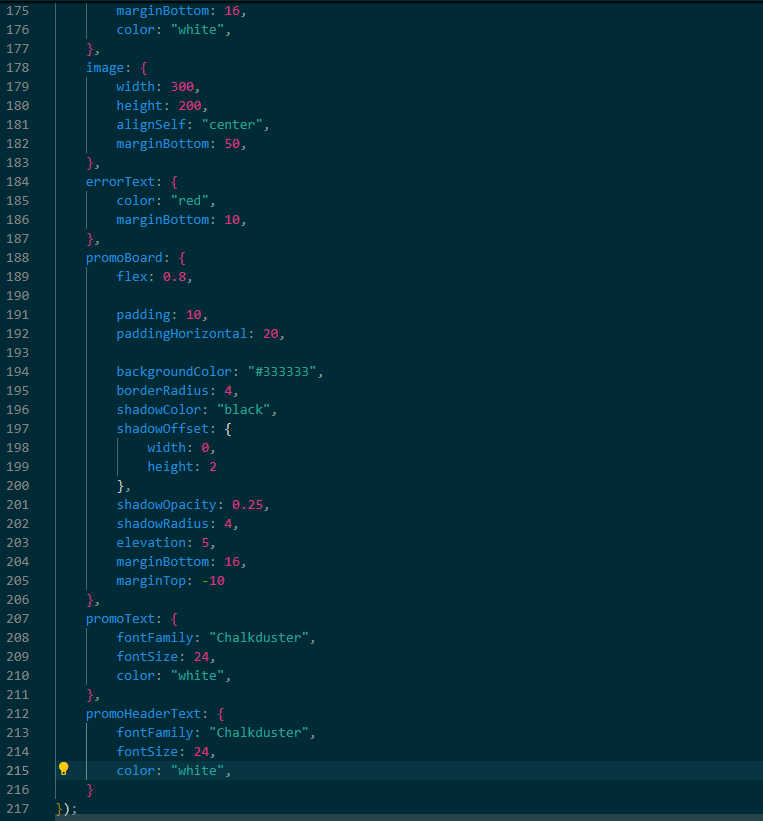 175 marginBottom: 16,
176 color: "white",
177 },
178 image: {
179 width: 300,
180 height: 200,
181 alignSelf: "center",
182 marginBottom: 50,
183 },
184 errorText: {
185 color: "red",
186 marginBottom: 10,
187 },
188 promoBoard: {
189 flex: 0.8,
190
191 padding: 10,
192 paddingHorizontal: 20,
193
194 backgroundColor: "#333333",
195 borderRadius: 4,
196 shadowColor: "black",
197 shadowOffset: {
198 width: 0,
199 height: 2
200 },
201 shadowOpacity: 0.25,
202 shadowRadius: 4,
203 elevation: 5,
204 marginBottom: 16,
205 marginTop: -10
206 },
207 promoText: {
208 fontFamily: "Chalkduster",
209 fontSize: 24,
210 color: "white",
211 },
212 promoHeaderText: {
213 fontFamily: "Chalkduster",
214 fontSize: 24,
215 color: "white",
216 }
217 });